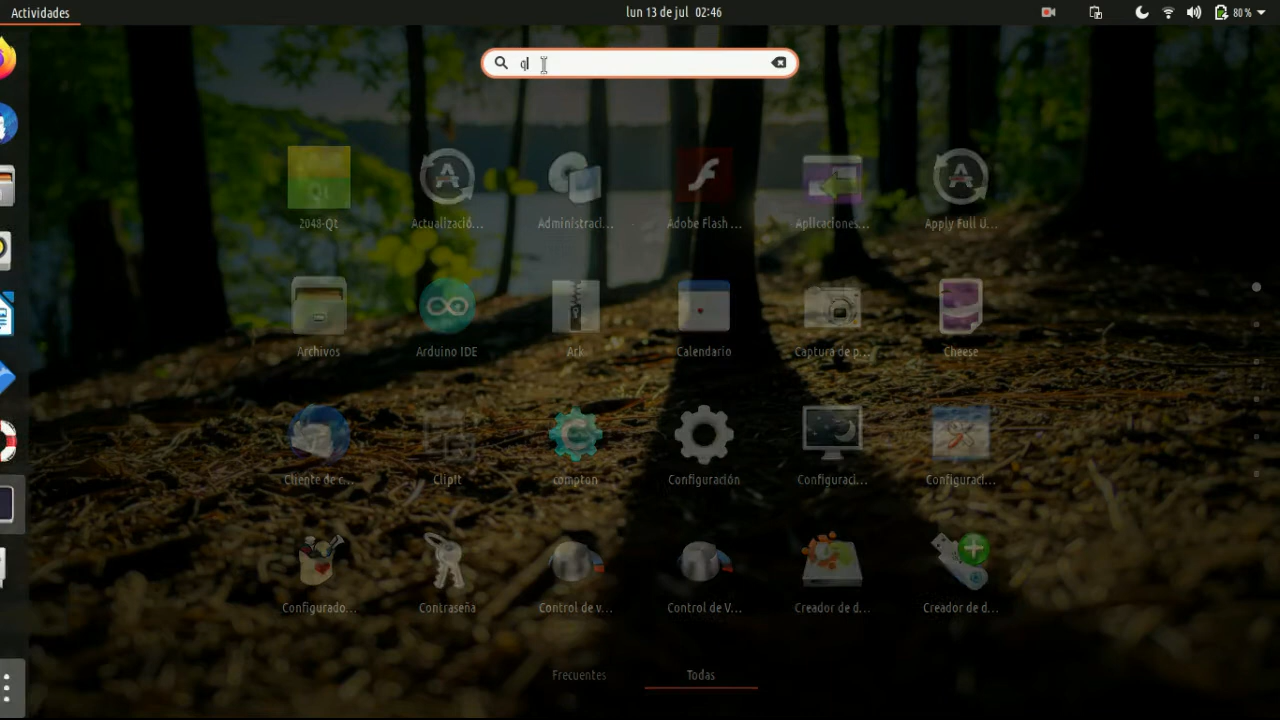 Actividades
lun 13 de jul 02:46
80 %
q
Qt
2048-Qt
Actualizació...
Administraci...
Adobe Flash ...
Aplicaciones...
Apply Full U...
Archivos
Arduino IDE
Ark
Calendario
Captura de p...
Cheese
Cliente de c...
ClipIt
compton
Configuración
Configuraci...
Configuraci...
Configurado...
Contraseña
Control de v...
Control de V...
Creador de d...
Creador de d...
Frecuentes
Todas